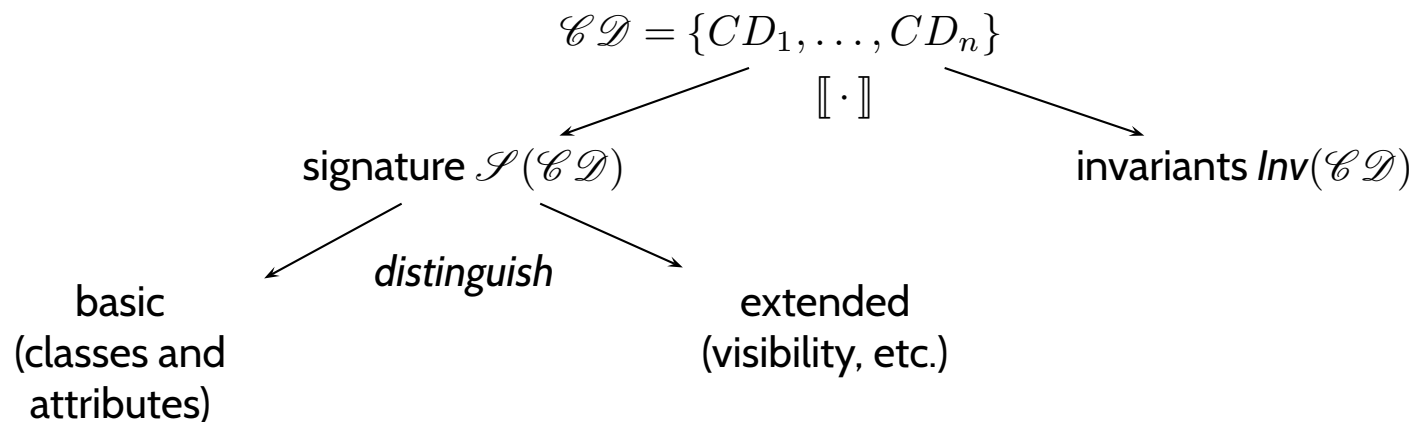 𝒞𝒟 = {CD₁, . . . , CDₙ}
⟦ · ⟧
signature 𝒮(𝒞𝒟)
invariants Inv(𝒞𝒟)
distinguish
basic
(classes and
attributes)
extended
(visibility, etc.)